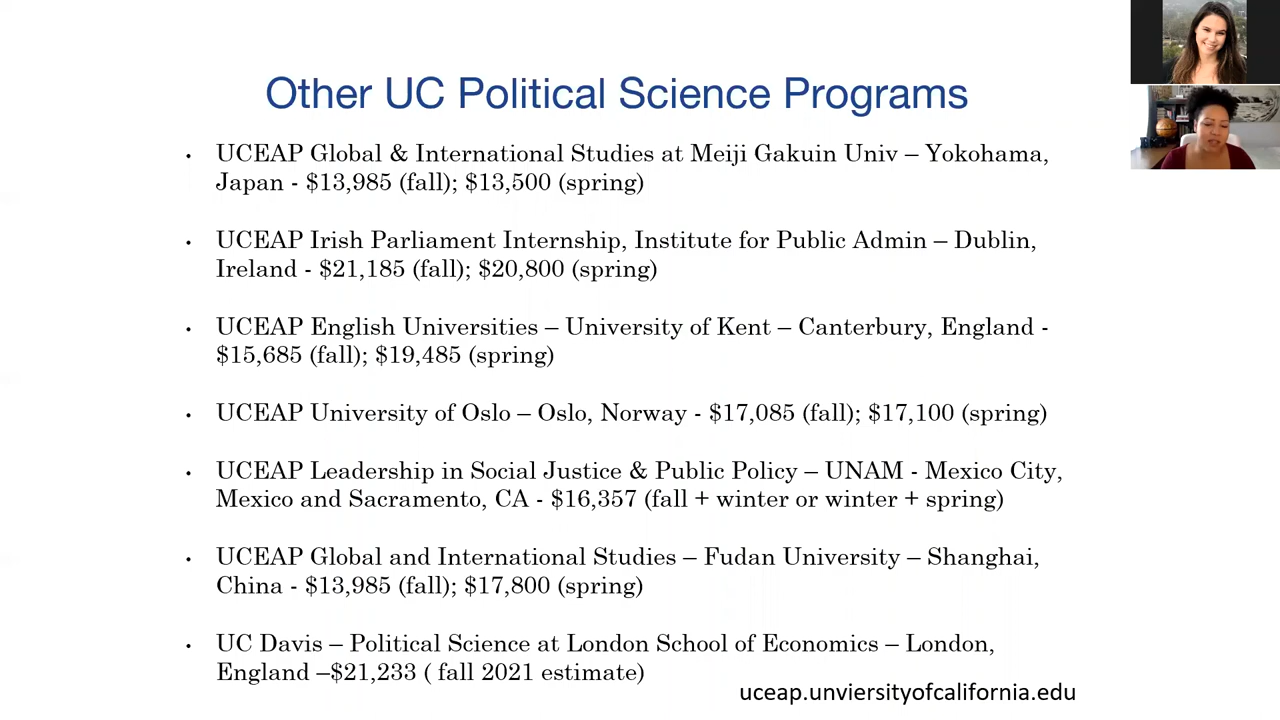 Other UC Political Science Programs
• UCEAP Global & International Studies at Meiji Gakuin Univ – Yokohama,
Japan - $13,985 (fall); $13,500 (spring)
• UCEAP Irish Parliament Internship, Institute for Public Admin – Dublin,
Ireland - $21,185 (fall); $20,800 (spring)
• UCEAP English Universities – University of Kent – Canterbury, England -
$15,685 (fall); $19,485 (spring)
• UCEAP University of Oslo – Oslo, Norway - $17,085 (fall); $17,100 (spring)
• UCEAP Leadership in Social Justice & Public Policy – UNAM - Mexico City,
Mexico and Sacramento, CA - $16,357 (fall + winter or winter + spring)
• UCEAP Global and International Studies – Fudan University – Shanghai,
China - $13,985 (fall); $17,800 (spring)
• UC Davis – Political Science at London School of Economics – London,
England –$21,233 ( fall 2021 estimate)
uceap.unviersityofcalifornia.edu